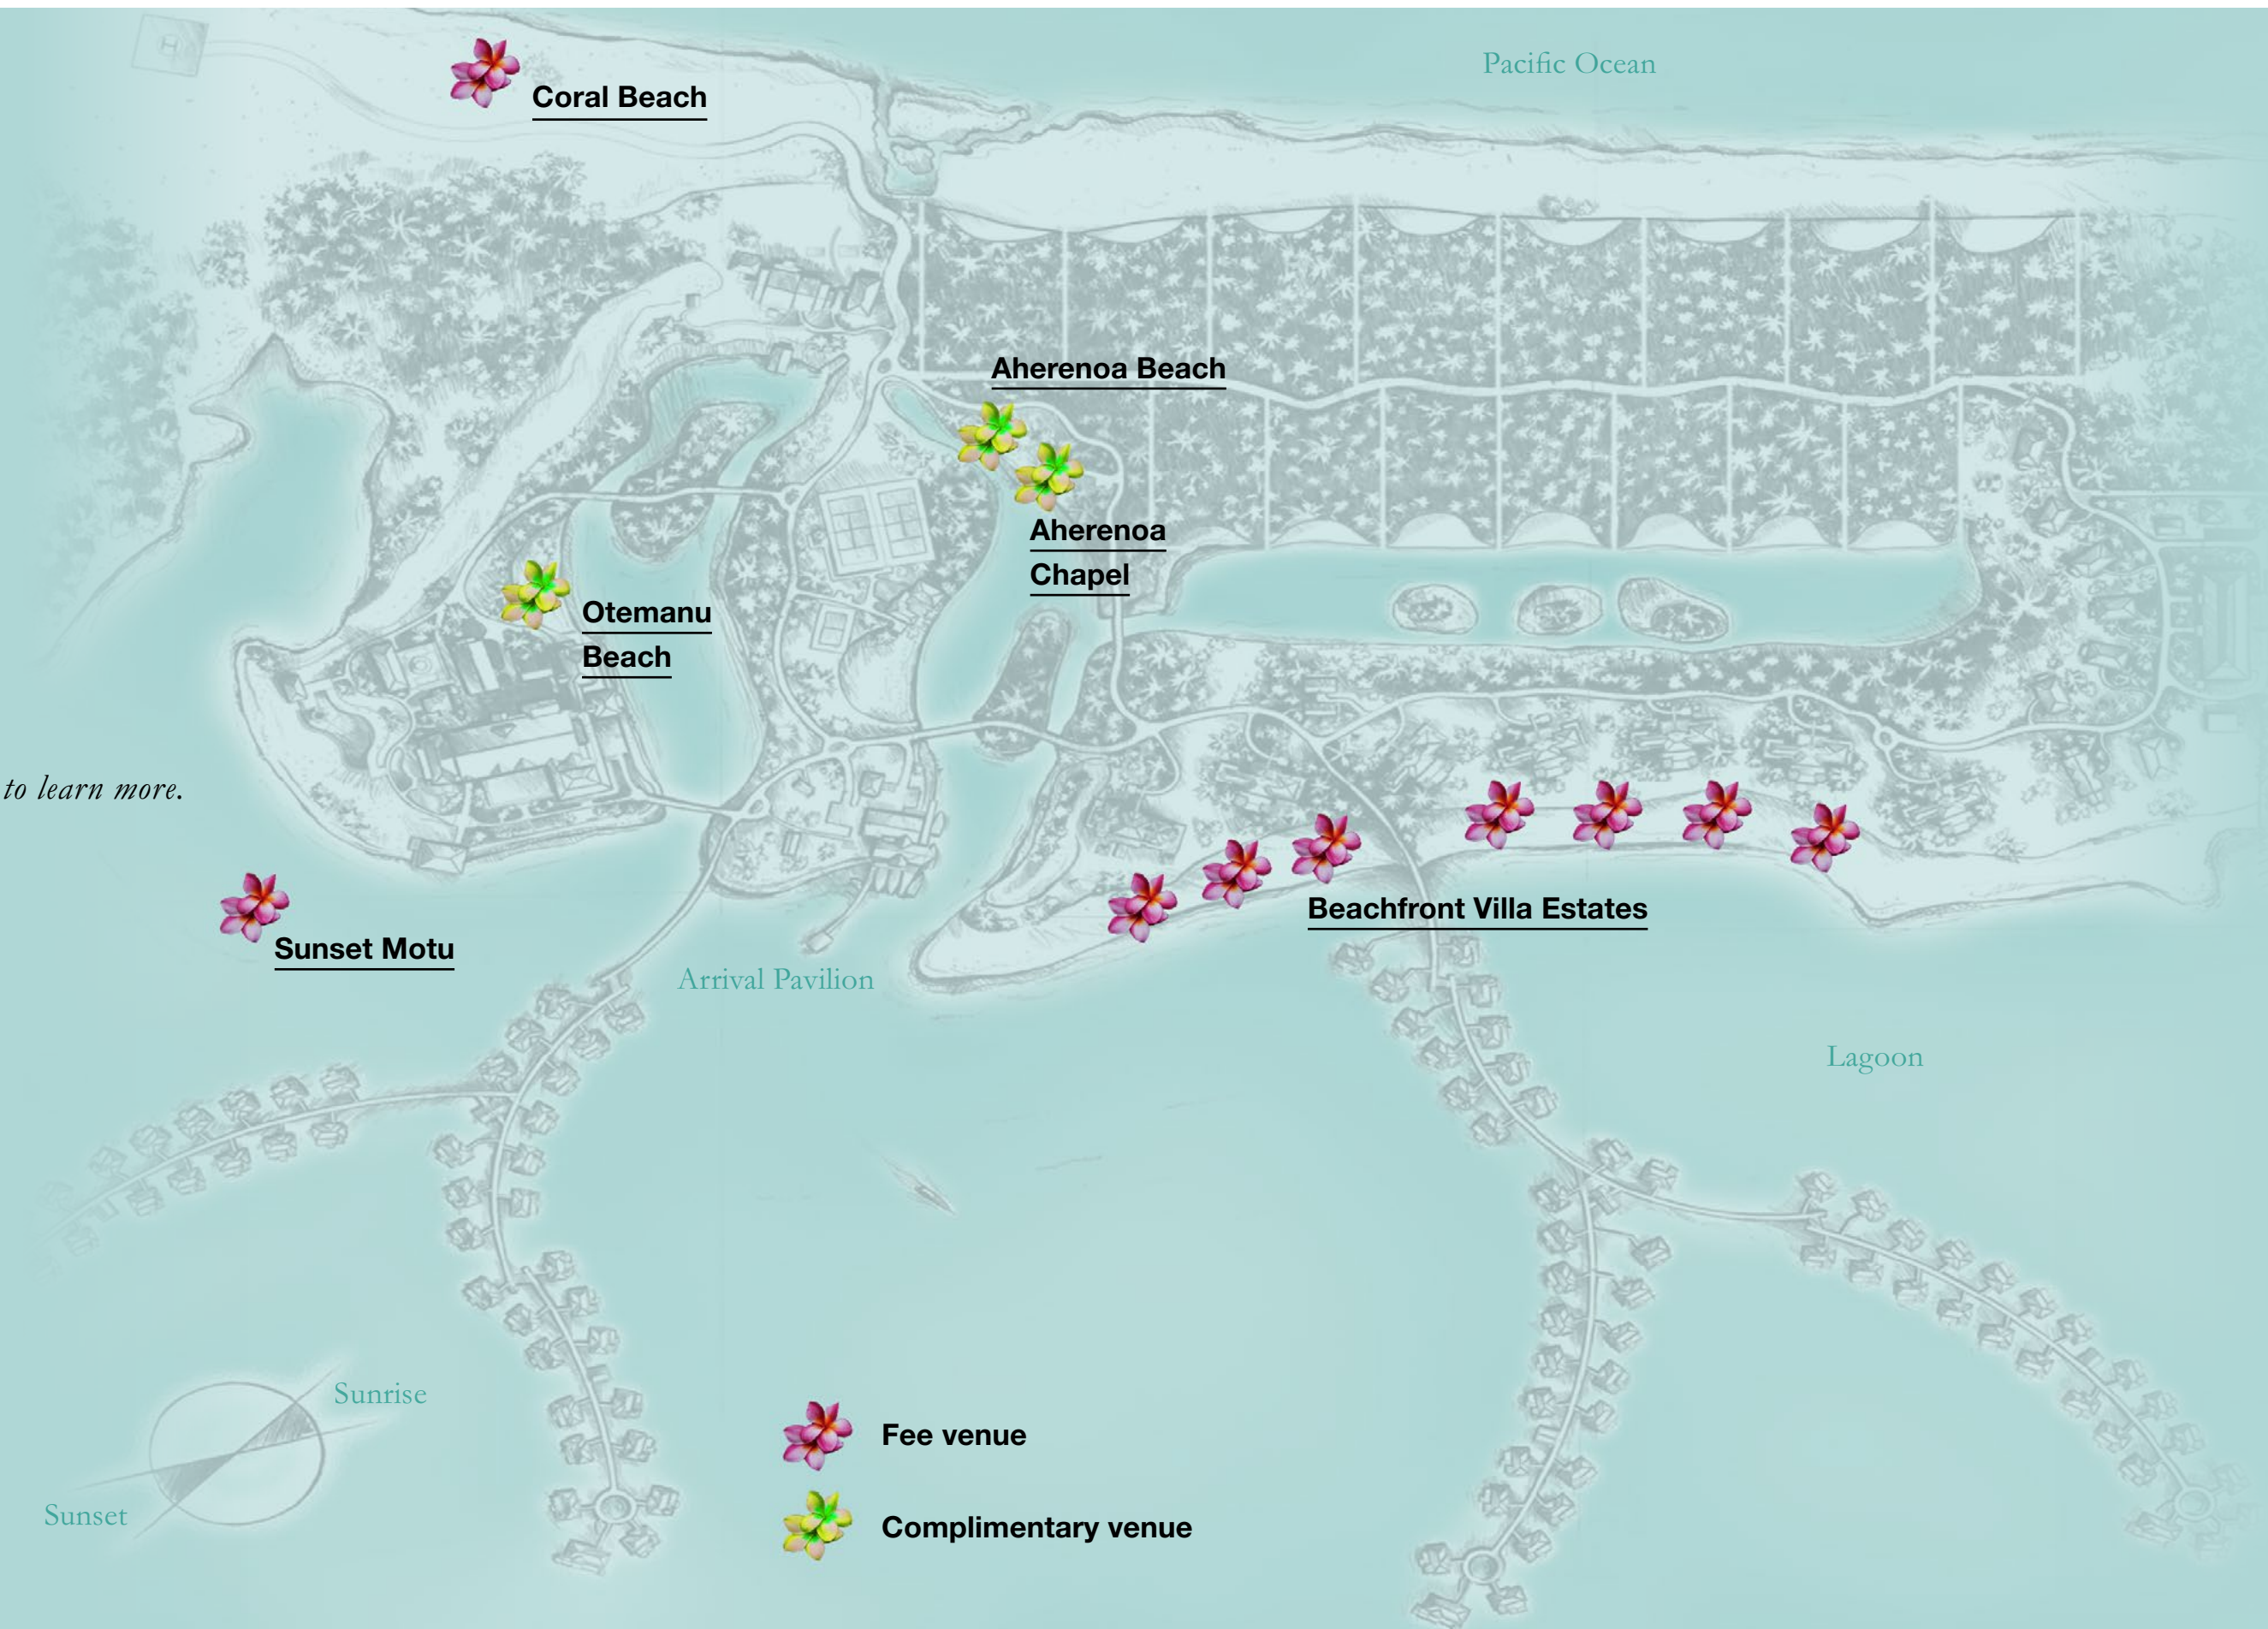 Pacific Ocean
Coral Beach
Aherenoa Beach
Aherenoa
Chapel
Otemanu
Beach
to learn more.
Beachfront Villa Estates
Sunset Motu
Arrival Pavilion
Lagoon
Sunrise
Sunset
Fee venue
Complimentary venue
H